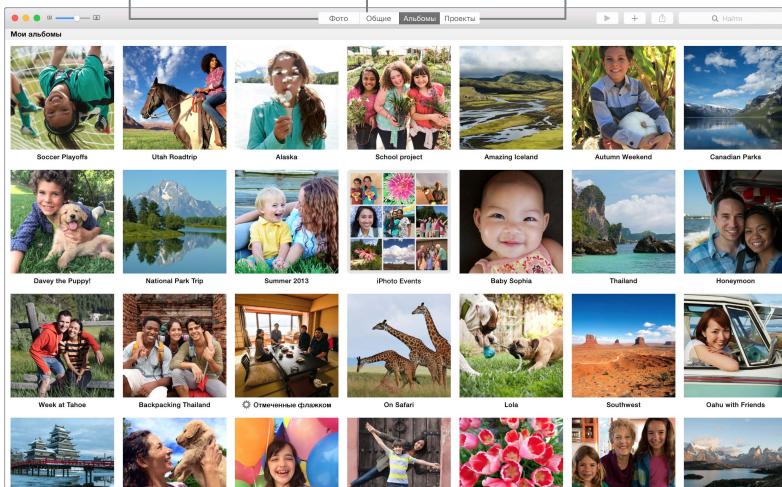 Фото Общие Альбомы Проекты Найти
Мои альбомы
Soccer Playoffs Utah Roadtrip Alaska School project Amazing Iceland Autumn Weekend Canadian Parks
Davey the Puppy! National Park Trip Summer 2013 iPhoto Events Baby Sophia Thailand Honeymoon
Week at Tahoe Backpacking Thailand Отмеченные флажком On Safari Lola Southwest Oahu with Friends